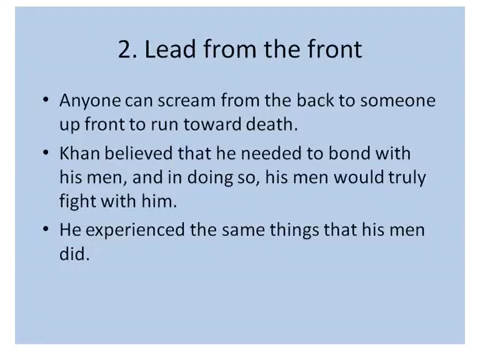 2. Lead from the front
• Anyone can scream from the back to someone
up front to run toward death.
• Khan believed that he needed to bond with
his men, and in doing so, his men would truly
fight with him.
• He experienced the same things that his men
did.